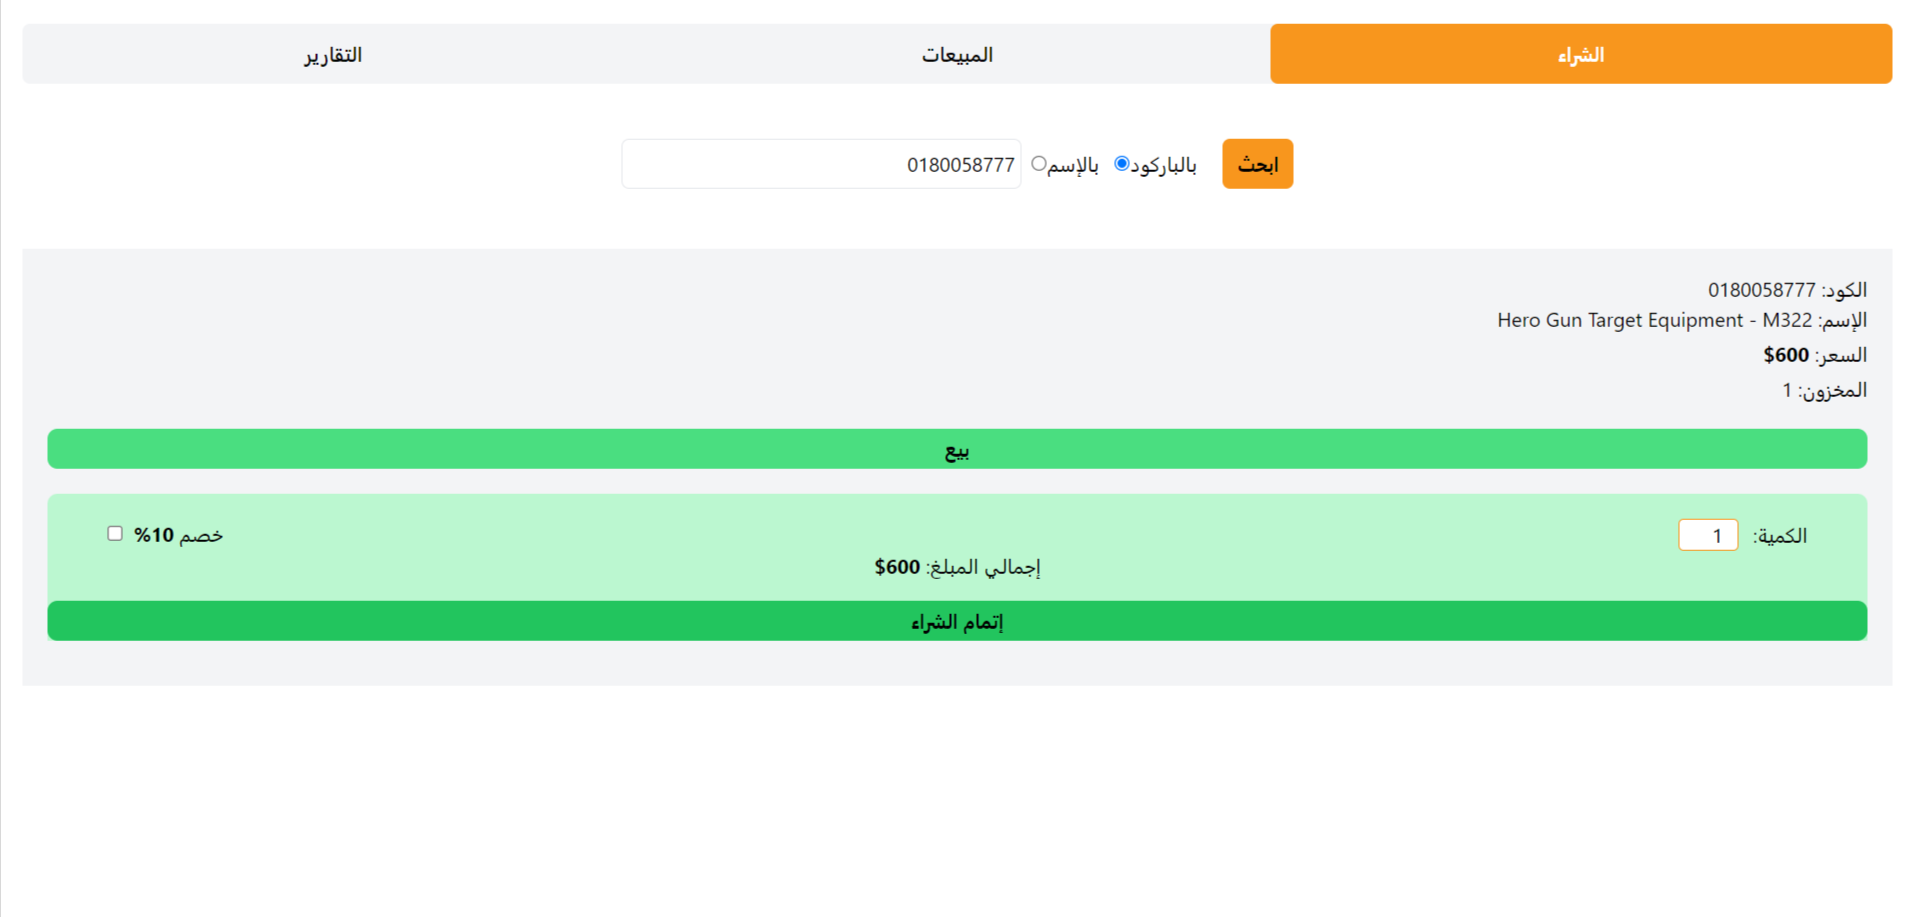 الشراء
المبيعات
التقارير
ابحث
بالباركود
بالإسم
0180058777
الكود: 0180058777
الإسم: Hero Gun Target Equipment - M322
السعر: $600
المخزون: 1
بيع
الكمية: 1
خصم 10%
إجمالي المبلغ: $600
إتمام الشراء